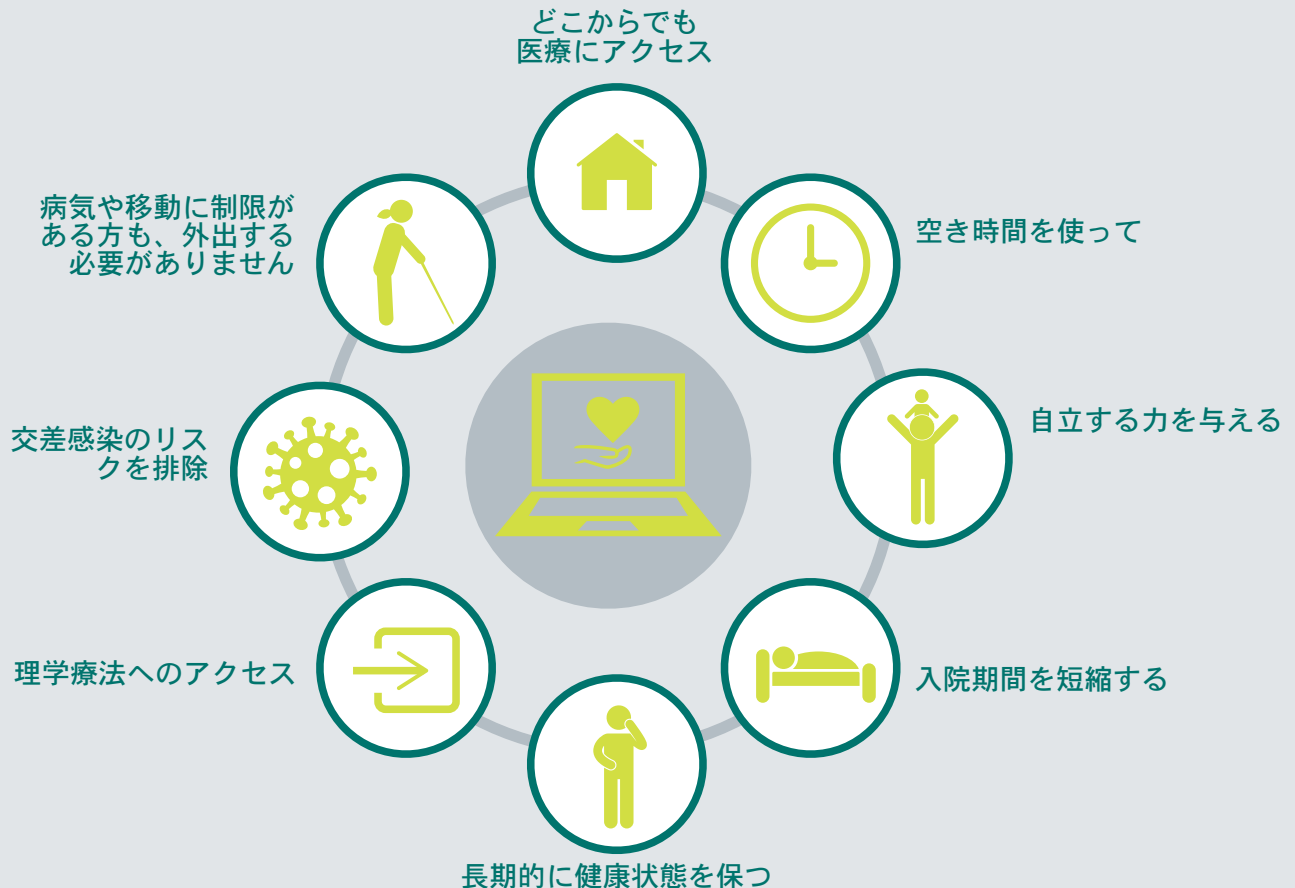 どこからでも
医療にアクセス
空き時間を使って
自立する力を与える
入院期間を短縮する
長期的に健康状態を保つ
理学療法へのアクセス
交差感染のリス
クを排除
病気や移動に制限が
ある方も、外出する
必要がありません